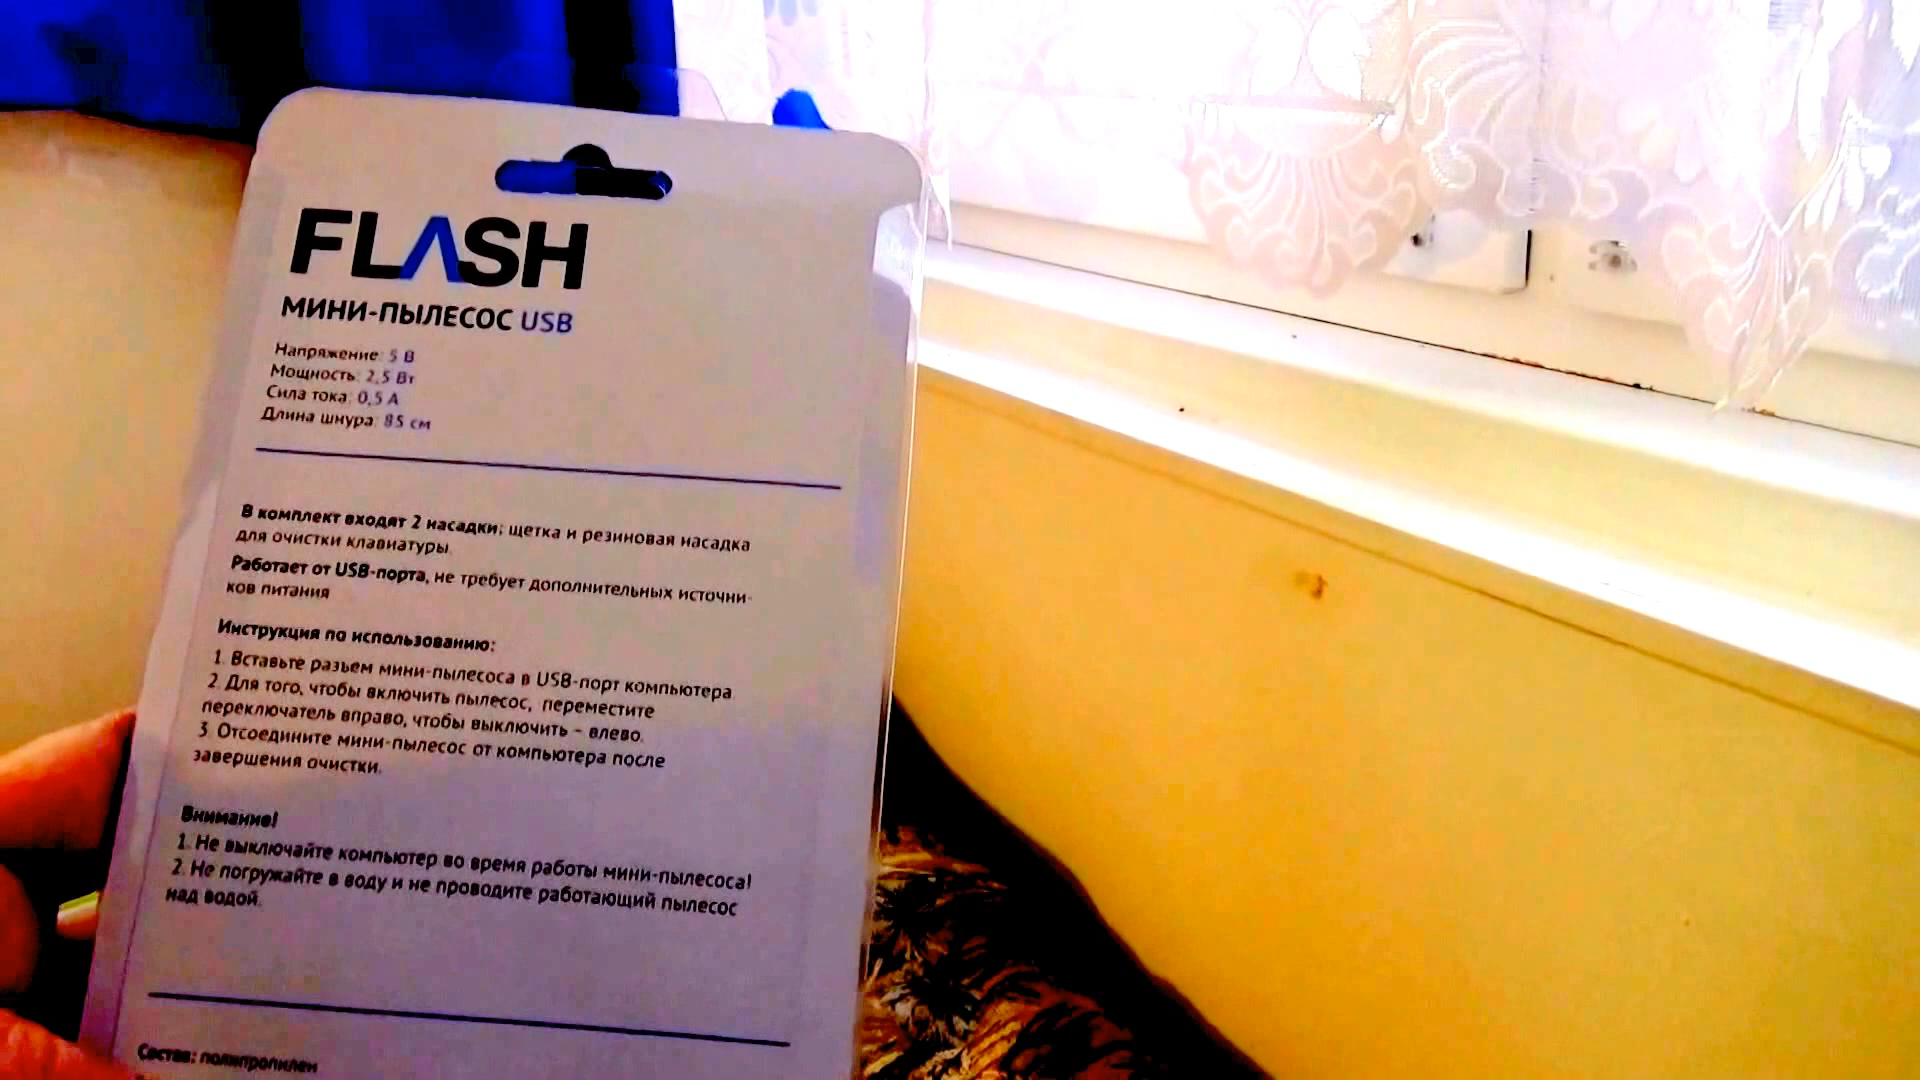 FLASH
МИНИ-ПЫЛЕСОС USB
Напряжение: 5 В
Мощность: 2,5 Вт
Сила тока: 0,5 А
Длина шнура: 85 см
В комплект входят 2 насадки: щетка и резиновая насадка
для очистки клавиатуры.
Работает от USB-порта, не требует дополнительных источни-
ков питания
Инструкция по использованию:
1. Вставьте разъем мини-пылесоса в USB-порт компьютера.
2. Для того, чтобы включить пылесос, переместите
переключатель вправо, чтобы выключить – влево.
3. Отсоедините мини-пылесос от компьютера после
завершения очистки.
Внимание!
1. Не выключайте компьютер во время работы мини-пылесоса!
2. Не погружайте в воду и не проводите работающий пылесос
над водой.
Состав: полипропилен